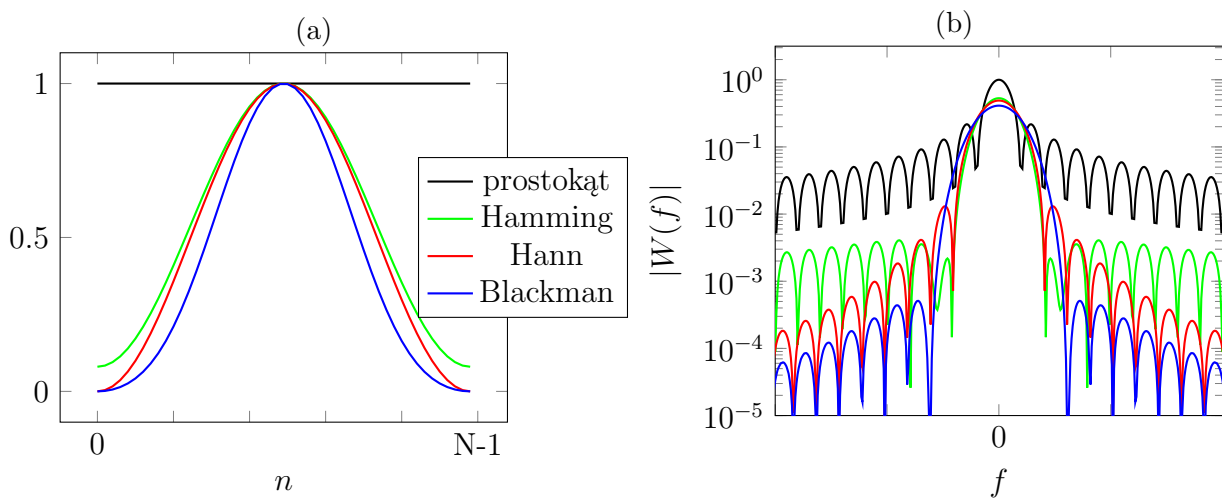 (a)
1
0.5
0
0
N-1
n
prostokąt
Hamming
Hann
Blackman
(b)
|W(f)|
10^0
10^{-1}
10^{-2}
10^{-3}
10^{-4}
10^{-5}
0
f